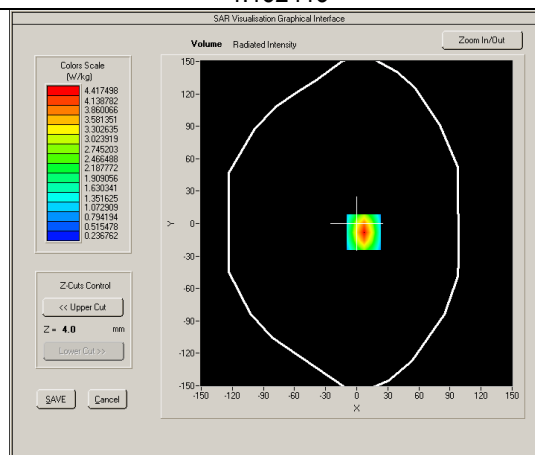 SAR Visualisation Graphical Interface
Volume Radiated Intensity
Zoom In/Out
Colors Scale
(W/kg)
4.417498
4.138782
3.860066
3.581351
3.302635
3.023919
2.745203
2.466488
2.187772
1.909056
1.630341
1.351625
1.072909
0.794194
0.515478
0.236762
Z-Cuts Control
<< Upper Cut
Z = 4.0 mm
Lower Cut >>
SAVE
Cancel
150
120
90
60
30
0
-30
-60
-90
-120
-150
Y
-150 -120 -90 -60 -30 0 30 60 90 120 150
X